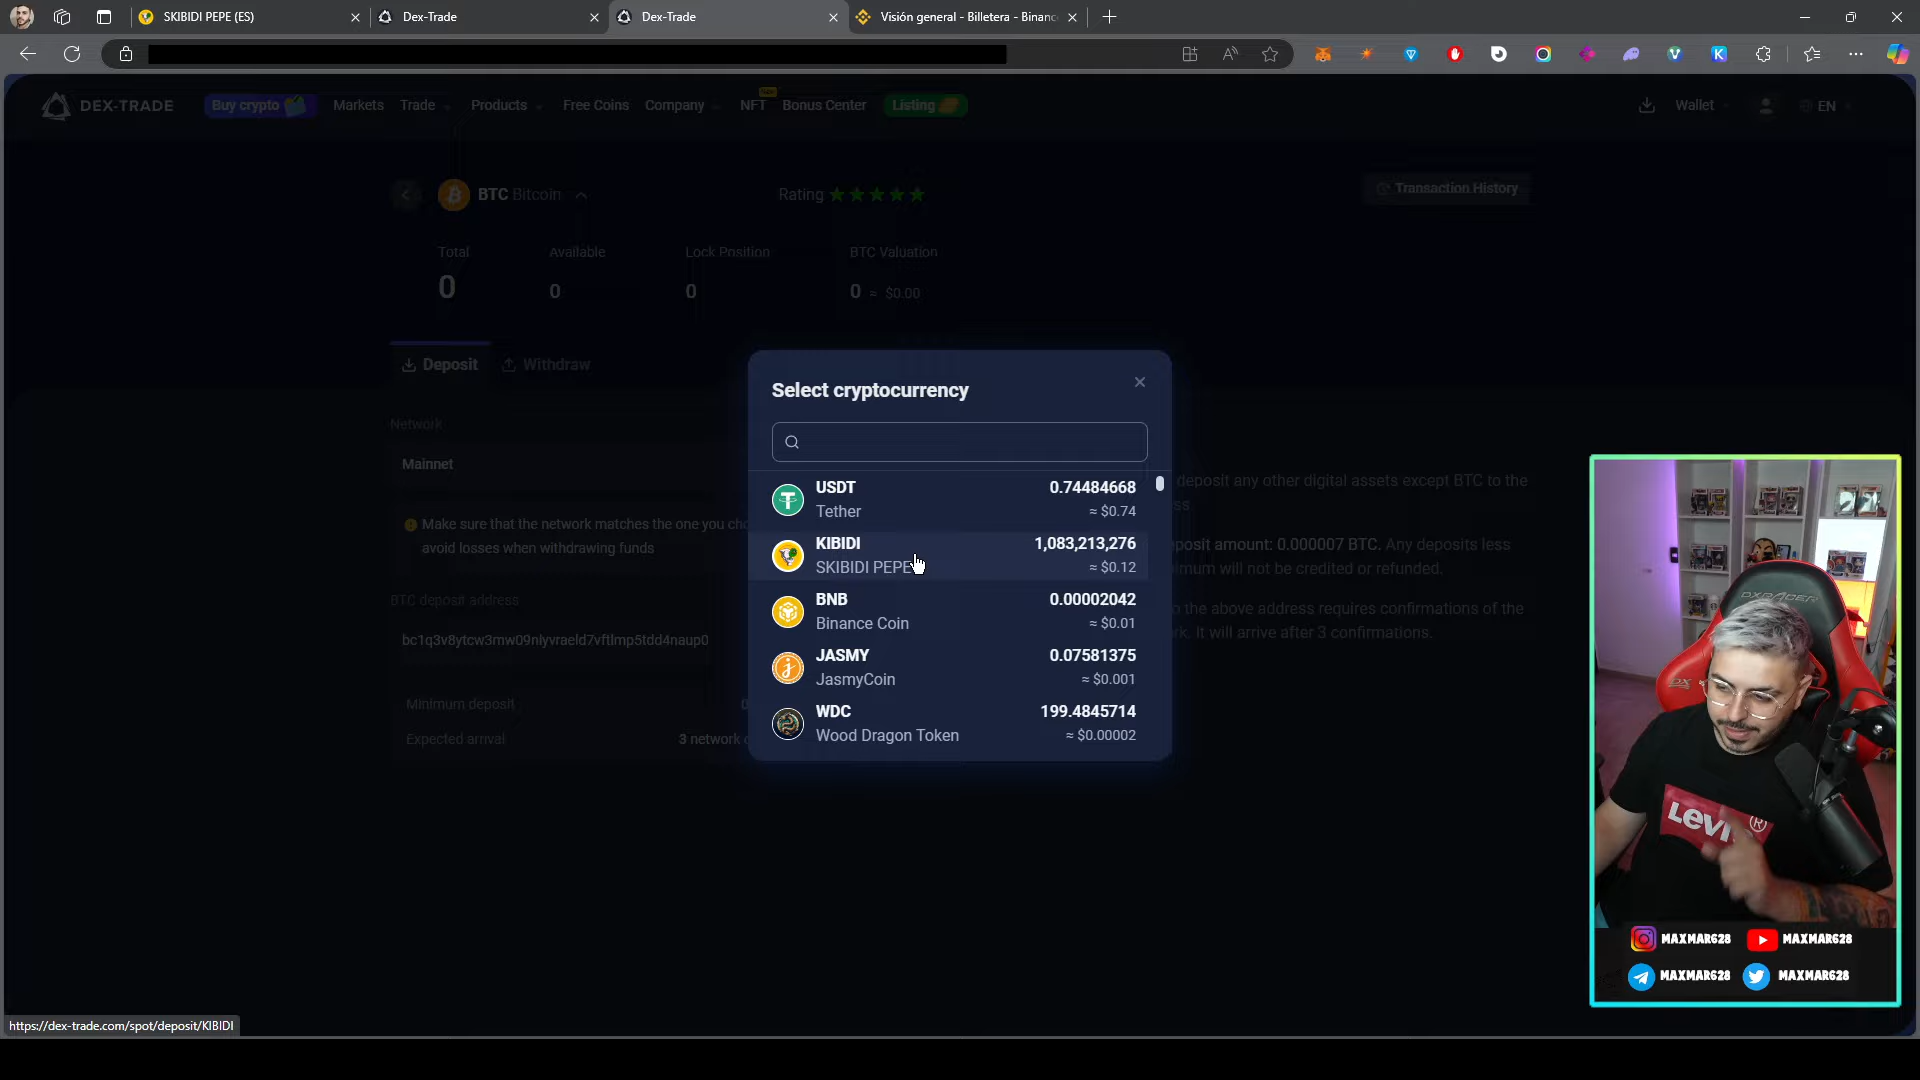 SKIBIDI PEPE (ES)
Dex-Trade
Dex-Trade
Visión general - Billetera - Binanc
DEX-TRADE
Buy crypto
Markets
Trade
Products
Free Coins
Company
NFT
Bonus Center
Listing
Wallet
EN
BTC Bitcoin
Rating
Transaction History
Total
Available
Lock Position
BTC Valuation
0
0
0
0 ≈ $0.00
Deposit
Withdraw
Network
Mainnet
Make sure that the network matches the one you cho
avoid losses when withdrawing funds
BTC deposit address
bc1q3v8ytcw3mw09nlyvraeld7vftlmp5tdd4naup0
Minimum deposit
Expected arrival
3 network
Select cryptocurrency
USDT
0.74484668
Tether
≈ $0.74
KIBIDI
1,083,213,276
SKIBIDI PEPE
≈ $0.12
BNB
0.00002042
Binance Coin
≈ $0.01
JASMY
0.07581375
JasmyCoin
≈ $0.001
WDC
199.4845714
Wood Dragon Token
≈ $0.00002
deposit any other digital assets except BTC to the
ss
posit amount: 0.000007 BTC. Any deposits less
imum will not be credited or refunded.
o the above address requires confirmations of the
rk. It will arrive after 3 confirmations.
DXRACER
DX
Levi
MAXMAR628
MAXMAR628
MAXMAR628
MAXMAR628
https://dex-trade.com/spot/deposit/KIBIDI